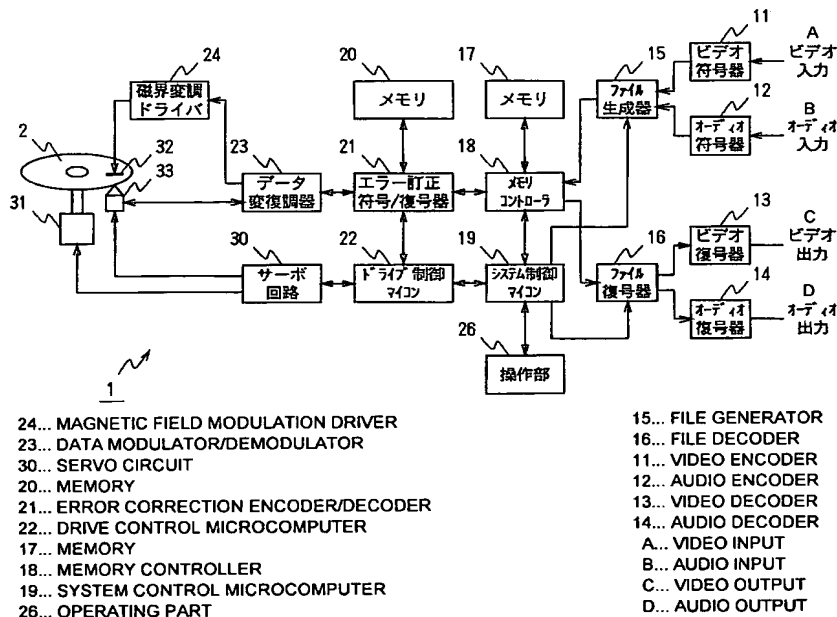 24
磁界変調
ドライバ
20
メモリ
17
メモリ
15
ファイル
生成器
11
ビデオ
符号器
A
ビデオ
入力
12
オーディオ
符号器
B
オーディオ
入力
2
32
33
31
23
データ
変復調器
21
エラー訂正
符号/復号器
18
メモリ
コントローラ
13
ビデオ
復号器
C
ビデオ
出力
30
サーボ
回路
22
ドライブ制御
マイコン
19
システム制御
マイコン
16
ファイル
復号器
14
オーディオ
復号器
D
オーディオ
出力
26
操作部
1
24... MAGNETIC FIELD MODULATION DRIVER
23... DATA MODULATOR/DEMODULATOR
30... SERVO CIRCUIT
20... MEMORY
21... ERROR CORRECTION ENCODER/DECODER
22... DRIVE CONTROL MICROCOMPUTER
17... MEMORY
18... MEMORY CONTROLLER
19... SYSTEM CONTROL MICROCOMPUTER
26... OPERATING PART
15... FILE GENERATOR
16... FILE DECODER
11... VIDEO ENCODER
12... AUDIO ENCODER
13... VIDEO DECODER
14... AUDIO DECODER
A... VIDEO INPUT
B... AUDIO INPUT
C... VIDEO OUTPUT
D... AUDIO OUTPUT